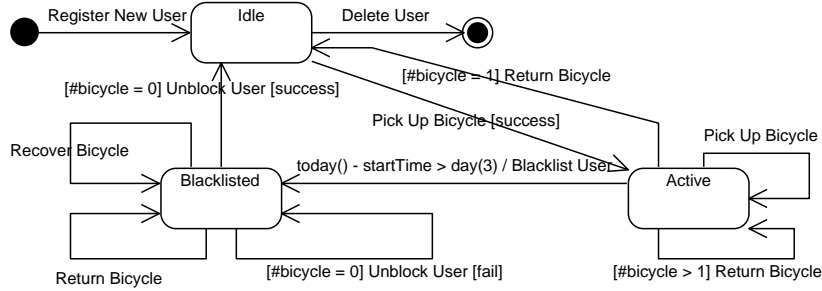 Register New User
Idle
Delete User
[#bicycle = 0] Unblock User [success]
[#bicycle = 1] Return Bicycle
Pick Up Bicycle [success]
Pick Up Bicycle
Recover Bicycle
today() - startTime > day(3) / Blacklist User
Blacklisted
Active
Return Bicycle
[#bicycle = 0] Unblock User [fail]
[#bicycle > 1] Return Bicycle